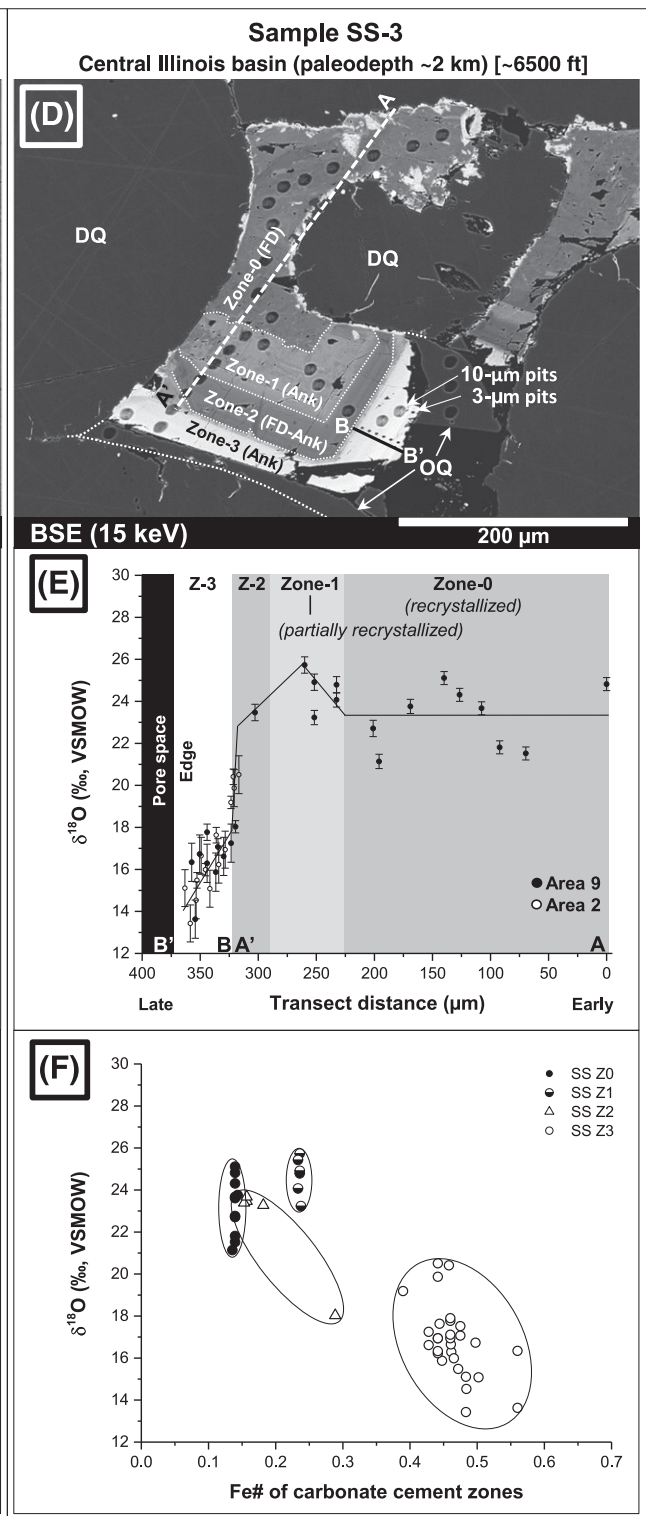 Sample SS-3
Central Illinois basin (paleodepth ~2 km) [~6500 ft]
(D)
A
DQ
DQ
Zone-0 (FD)
Zone-1 (Ank)
10-µm pits
3-µm pits
A'
Zone-2 (FD-Ank)
B
Zone-3 (Ank)
B'
OQ
BSE (15 keV)
200 µm
(E)
30
28
26
24
22
20
18
16
14
12
δ18O (‰, VSMOW)
Z-3
Z-2
Zone-1
Zone-0
(recrystallized)
(partially recrystallized)
Pore space
Edge
Area 9
Area 2
B'
B
A'
A
400
350
300
250
200
150
100
50
0
Late
Transect distance (µm)
Early
(F)
30
28
26
24
22
20
18
16
14
12
δ18O (‰, VSMOW)
SS Z0
SS Z1
SS Z2
SS Z3
0.0
0.1
0.2
0.3
0.4
0.5
0.6
0.7
Fe# of carbonate cement zones